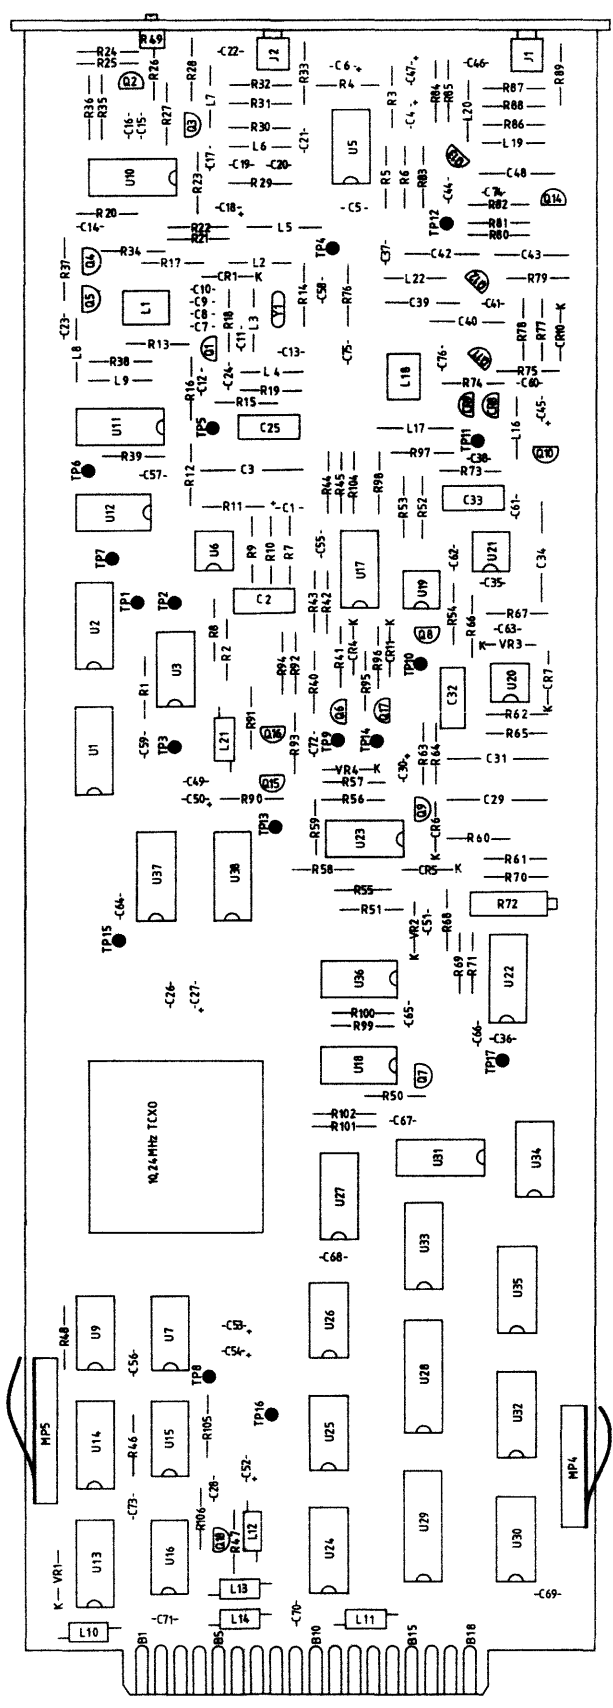 R49
C22
J2
J1
R24
R25
R26
R28
R33
C6
R4
C47
C46
R89
Q2
R36
R35
R27
L7
R32
R31
R3
C4
R84
R85
L20
R87
R88
R86
L19
C16
C15
Q3
R30
L6
C21
U5
C17
C19
C20
R29
R23
U10
R5
R6
R83
C44
C48
C74
R82
Q14
R20
C14
C18
R22
R21
L5
C5
TP12
R81
R80
R34
R37
Q4
R17
L2
TP4
C37
C42
C43
CR1
K
C58
R76
L22
Q12
R79
Q5
L1
C10
C9
C8
C7
R18
L3
Y1
R14
C39
C41
C40
R78
R77
CR10
K
C23
L8
R13
Q1
C11
C13
C75
C76
Q11
R38
L9
R16
C12
C24
L4
R19
R15
L18
R75
R74
C60
CR9
CR8
C45
L16
U11
TP5
C25
L17
TP11
R39
R97
C38
Q10
TP6
C57
R12
C3
R73
R44
R45
R104
R98
R53
R52
C33
C61
U12
R11
C1
C34
TP7
U6
R9
R10
R7
C55
U17
C62
U21
C35
TP1
TP2
U2
C2
R43
R42
U19
R54
R66
R67
C63
U3
R8
R2
Q8
K
VR3
R1
R94
R92
R41
CR4
K
R96
CR11
K
R95
TP10
C32
U20
CR7
K
R40
U1
L21
R91
Q16
Q6
Q17
R62
C59
TP3
R93
C72
TP9
TP14
R63
R64
R65
C31
VR4
K
R57
C30
C49
Q15
C50
R90
R56
Q9
C29
TP13
R59
U23
CR6
K
R60
U37
U38
R58
CR5
K
R61
R70
R55
R51
R72
C64
VR2
K
C51
R68
TP15
R69
R71
U22
U36
C26
C27
R100
R99
C65
C66
C36
TP17
U18
Q7
R50
10,24MHz TCXO
R102
R101
C67
U31
U34
U27
U33
C68
U35
R48
U9
U7
C53
U26
C54
C56
TP8
U28
MP5
U14
R46
U15
R105
TP16
U25
U32
MP4
C52
C28
C73
U29
U13
U16
R106
Q18
R47
L12
U24
U30
K
VR1
L13
C69
L10
C71
L14
C70
L11
B1
B5
B10
B15
B18